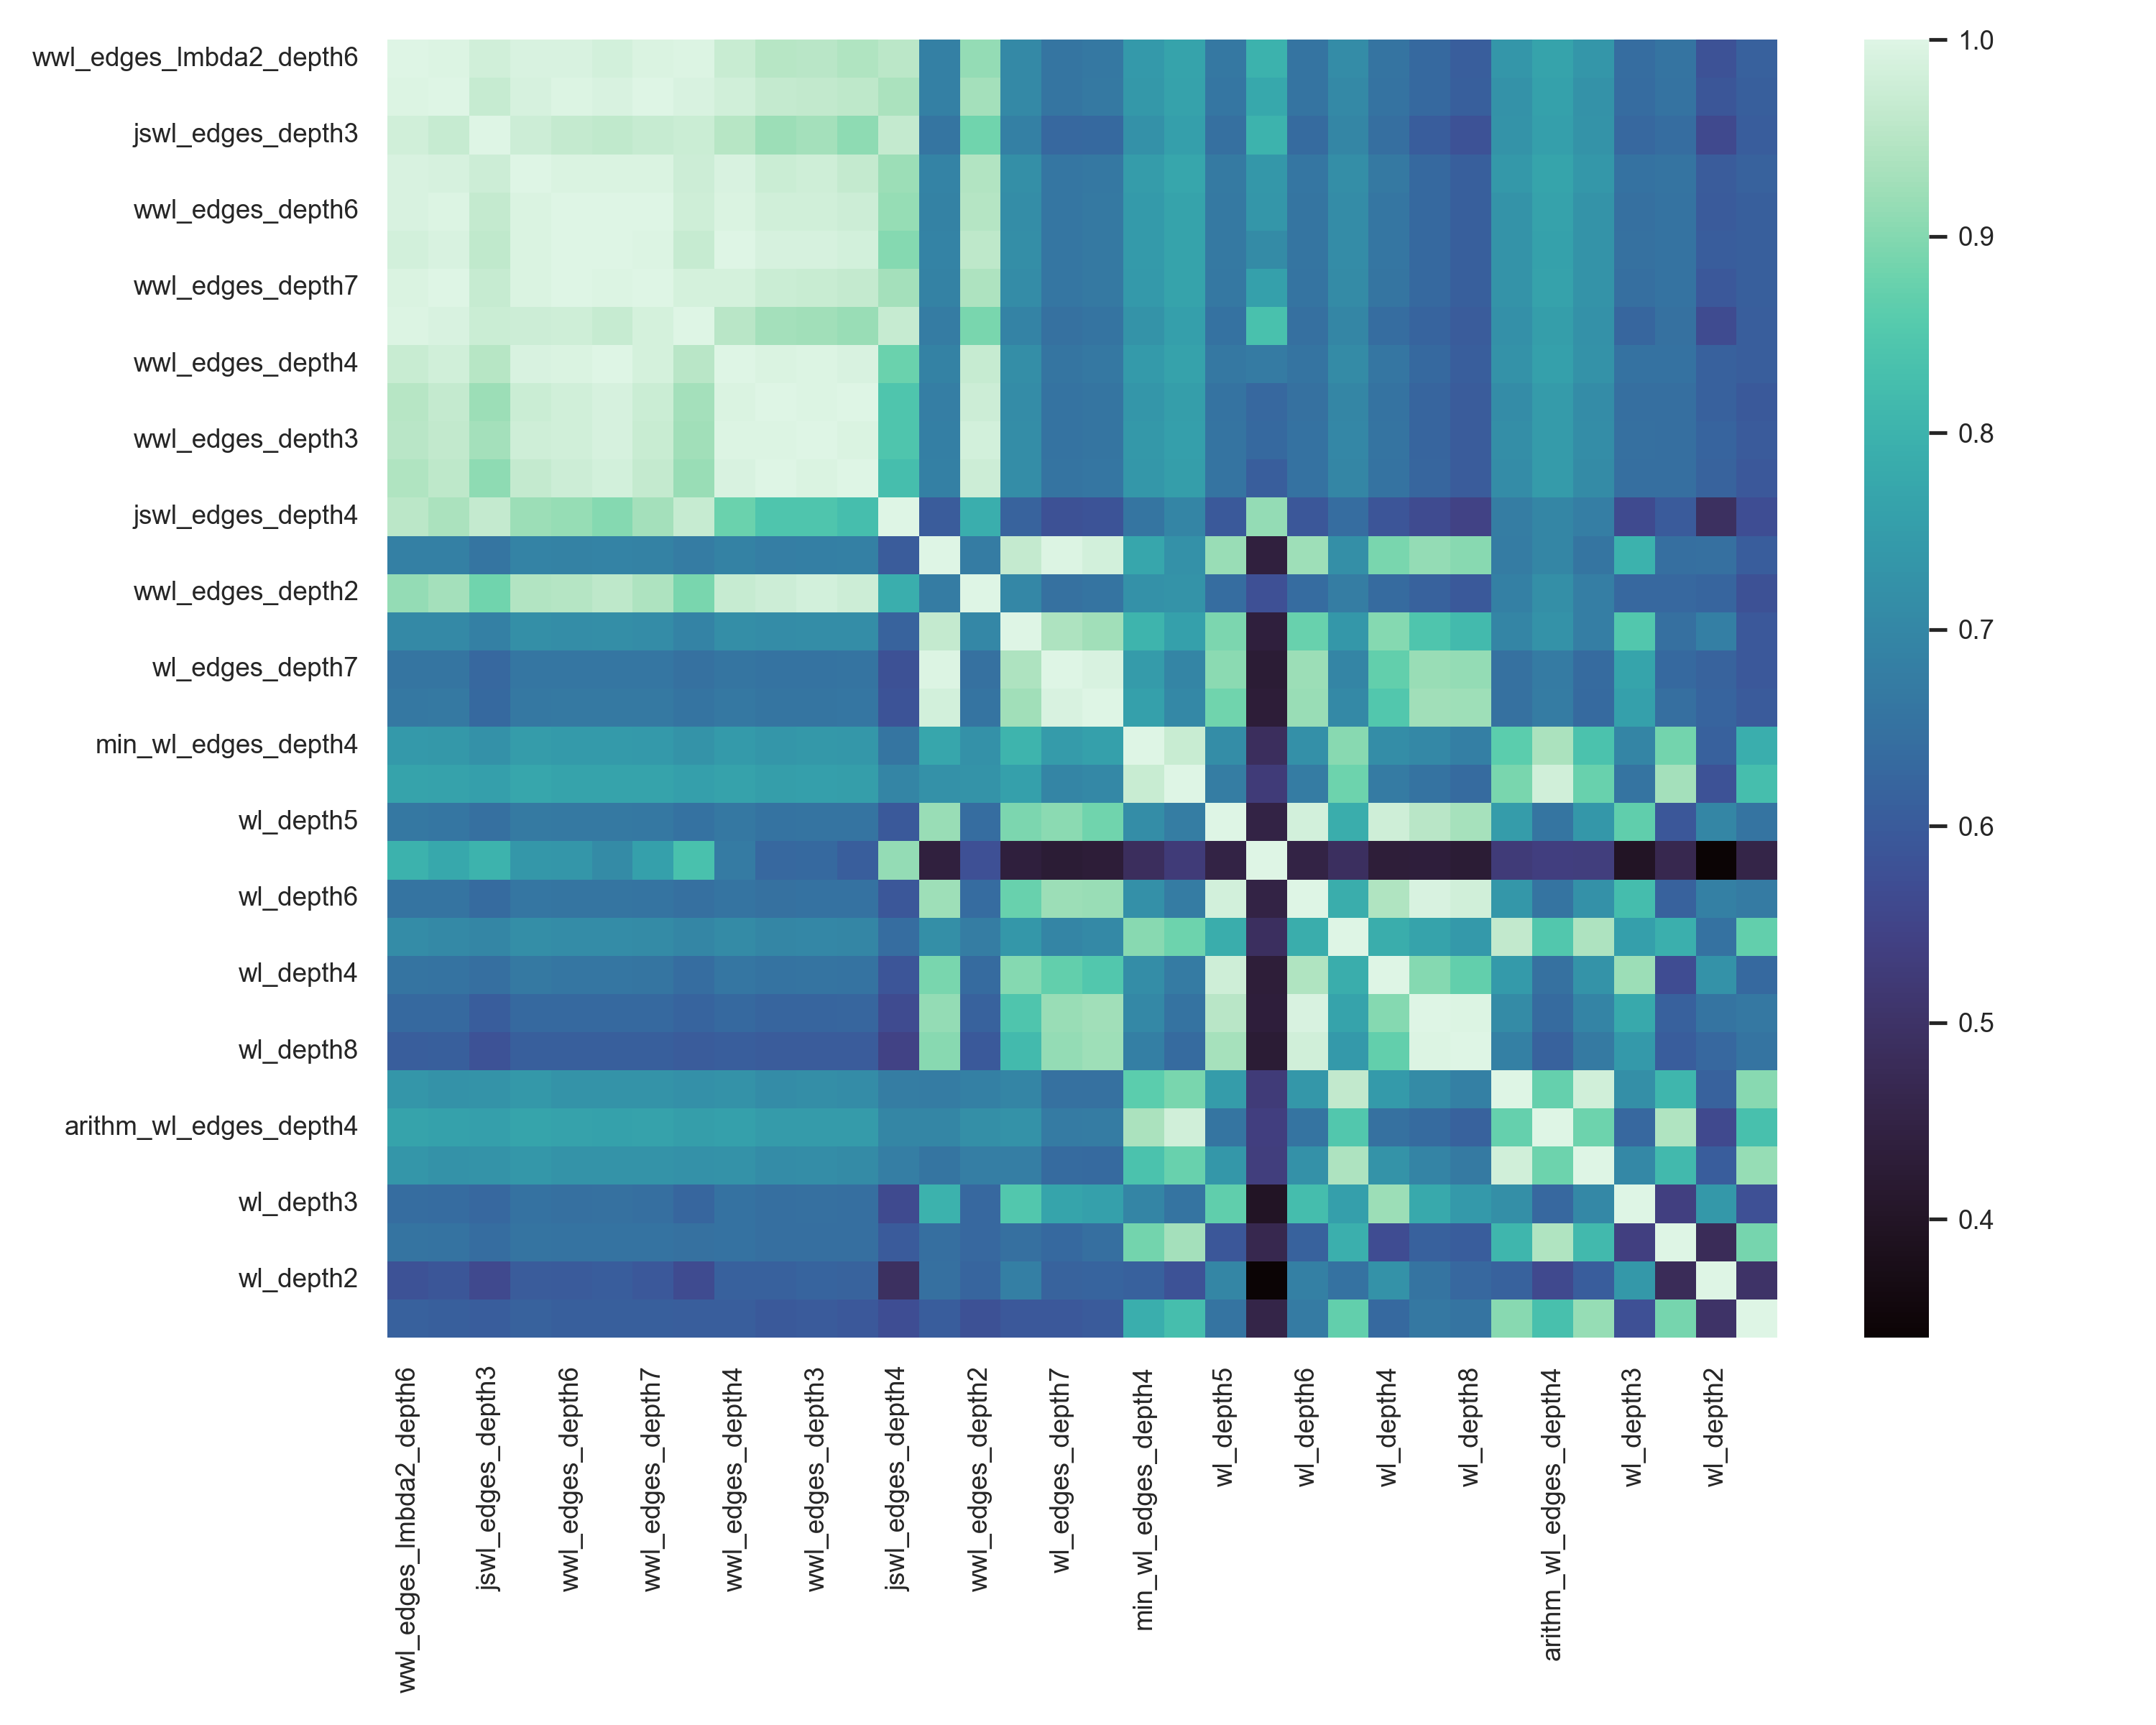 wwl_edges_lmbda2_depth6
jswl_edges_depth3
wwl_edges_depth6
wwl_edges_depth7
wwl_edges_depth4
wwl_edges_depth3
jswl_edges_depth4
wwl_edges_depth2
wl_edges_depth7
min_wl_edges_depth4
wl_depth5
wl_depth6
wl_depth4
wl_depth8
arithm_wl_edges_depth4
wl_depth3
wl_depth2
wwl_edges_lmbda2_depth6
jswl_edges_depth3
wwl_edges_depth6
wwl_edges_depth7
wwl_edges_depth4
wwl_edges_depth3
jswl_edges_depth4
wwl_edges_depth2
wl_edges_depth7
min_wl_edges_depth4
wl_depth5
wl_depth6
wl_depth4
wl_depth8
arithm_wl_edges_depth4
wl_depth3
wl_depth2
1.0
0.9
0.8
0.7
0.6
0.5
0.4